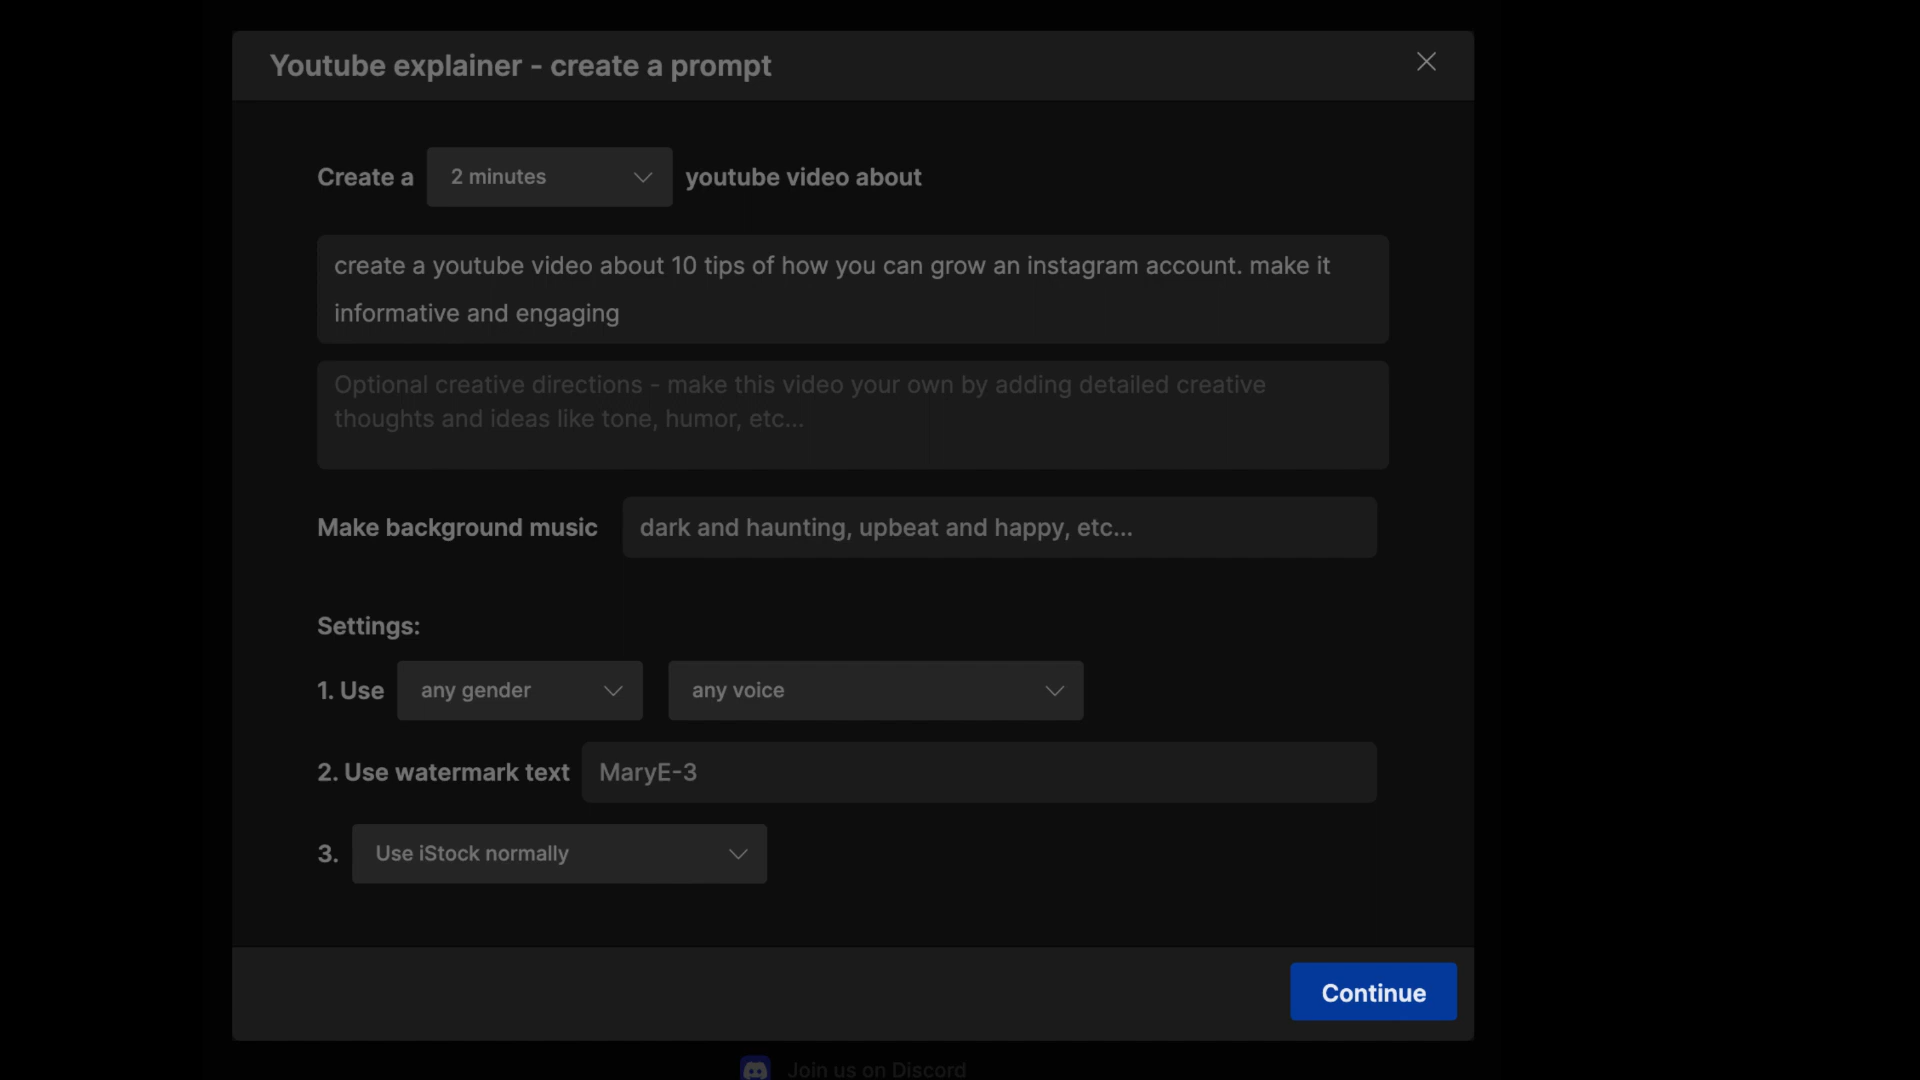 Youtube explainer - create a prompt
Create a 2 minutes youtube video about
create a youtube video about 10 tips of how you can grow an instagram account. make it
informative and engaging
Optional creative directions - make this video your own by adding detailed creative
thoughts and ideas like tone, humor, etc...
Make background music dark and haunting, upbeat and happy, etc...
Settings:
1. Use any gender any voice
2. Use watermark text MaryE-3
3. Use iStock normally
Continue
Join us on Discord